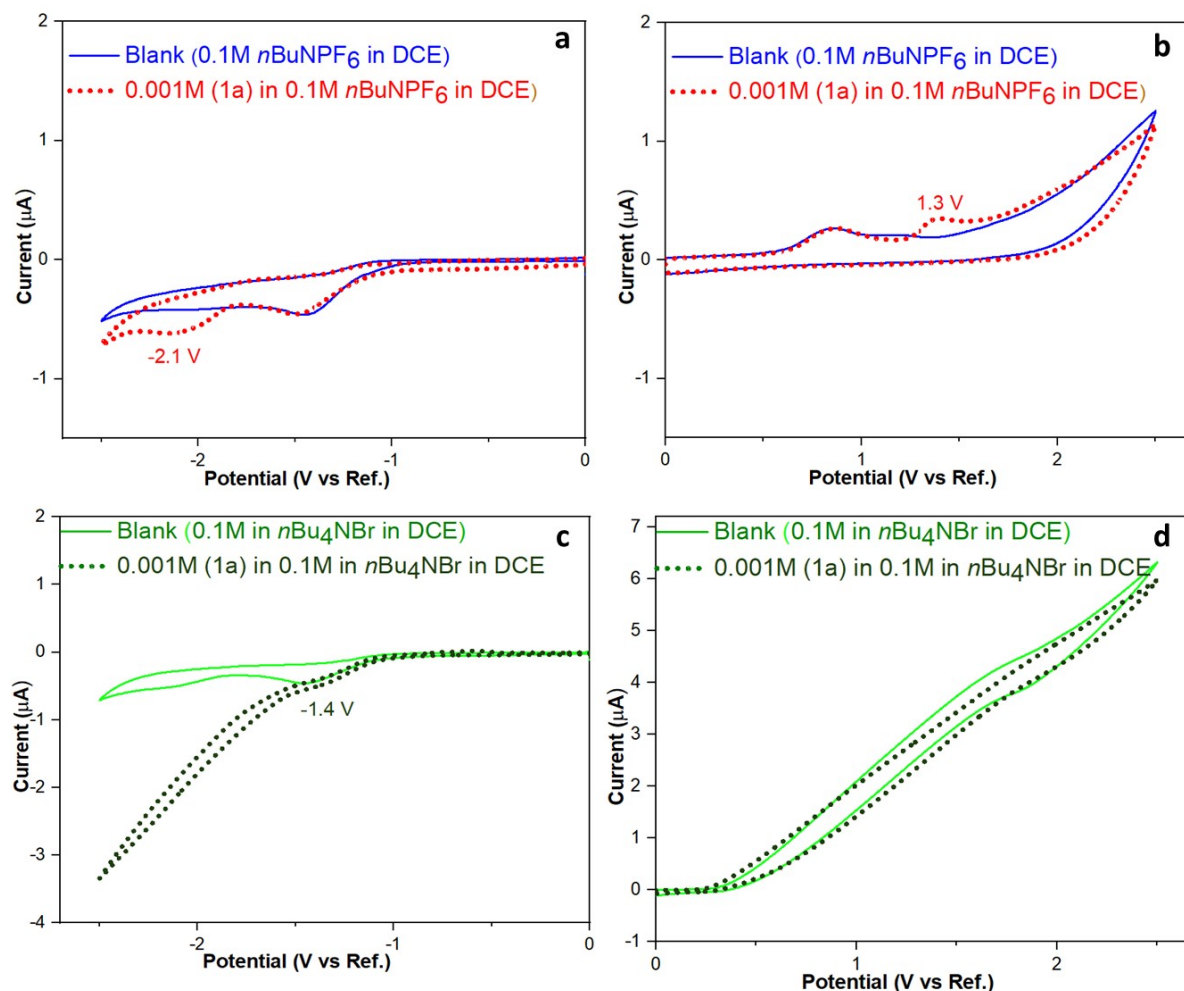 a
Blank (0.1M nBuNPF6 in DCE)
0.001M (1a) in 0.1M nBuNPF6 in DCE)
2
1
0
-1
Current (µA)
-2.1 V
-2
-1
0
Potential (V vs Ref.)
b
Blank (0.1M nBuNPF6 in DCE)
0.001M (1a) in 0.1M nBuNPF6 in DCE)
2
1
0
-1
Current (µA)
1.3 V
0
1
2
Potential (V vs Ref.)
c
Blank (0.1M in nBu4NBr in DCE)
0.001M (1a) in 0.1M in nBu4NBr in DCE
2
1
0
-1
-2
-3
-4
Current (µA)
-1.4 V
-2
-1
0
Potential (V vs Ref.)
d
Blank (0.1M in nBu4NBr in DCE)
0.001M (1a) in 0.1M in nBu4NBr in DCE
7
6
5
4
3
2
1
0
-1
Current (µA)
0
1
2
Potential (V vs Ref.)